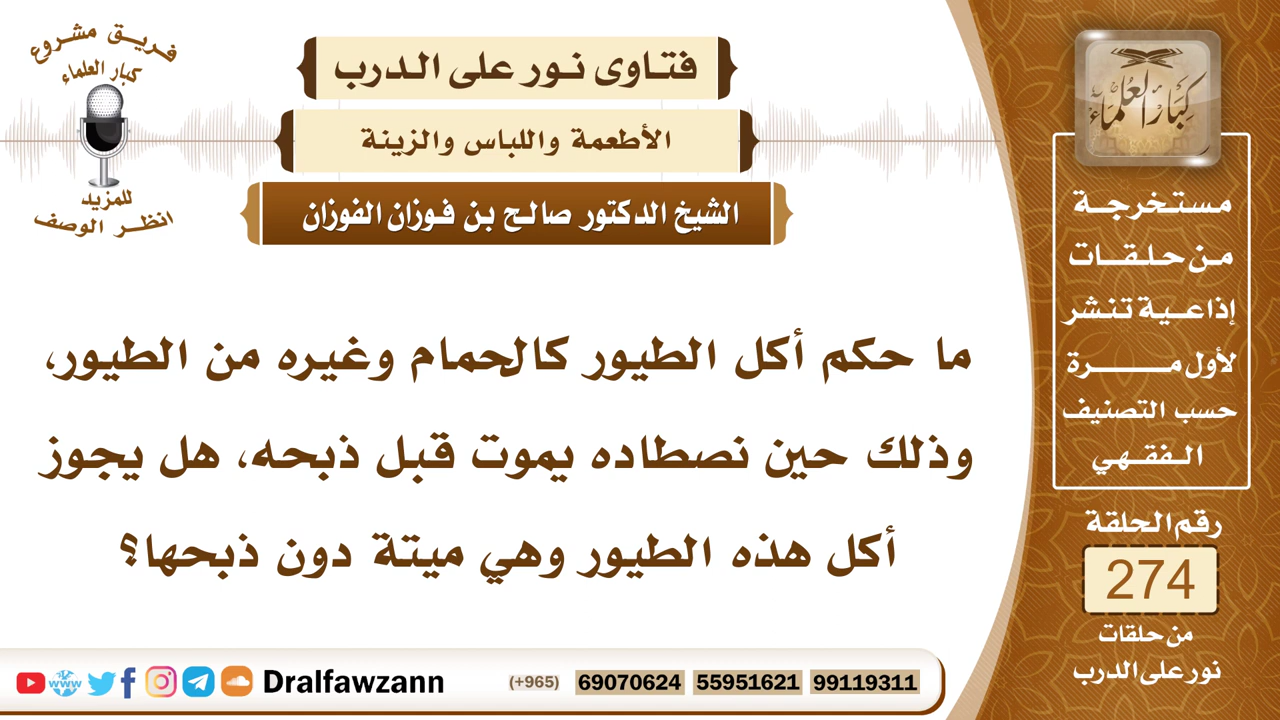 فريق مشروع
كبار العلماء
للمزيد
انظر الوصف
فتاوى نور على الدرب
الأطعمة واللباس والزينة
الشيخ الدكتور صالح بن فوزان الفوزان
ما حكم أكل الطيور كالحمام وغيره من الطيور،
وذلك حين نصطاده يموت قبل ذبحه، هل يجوز
أكل هذه الطيور وهي ميتة دون ذبحها؟
كبار العلماء
مستخرجة
من حلقات
إذاعية تنشر
لأول مرة
حسب التصنيف
الفقهي
رقم الحلقة
274
من حلقات
نور على الدرب
www
Dralfawzann
(+965) 69070624 55951621 99119311